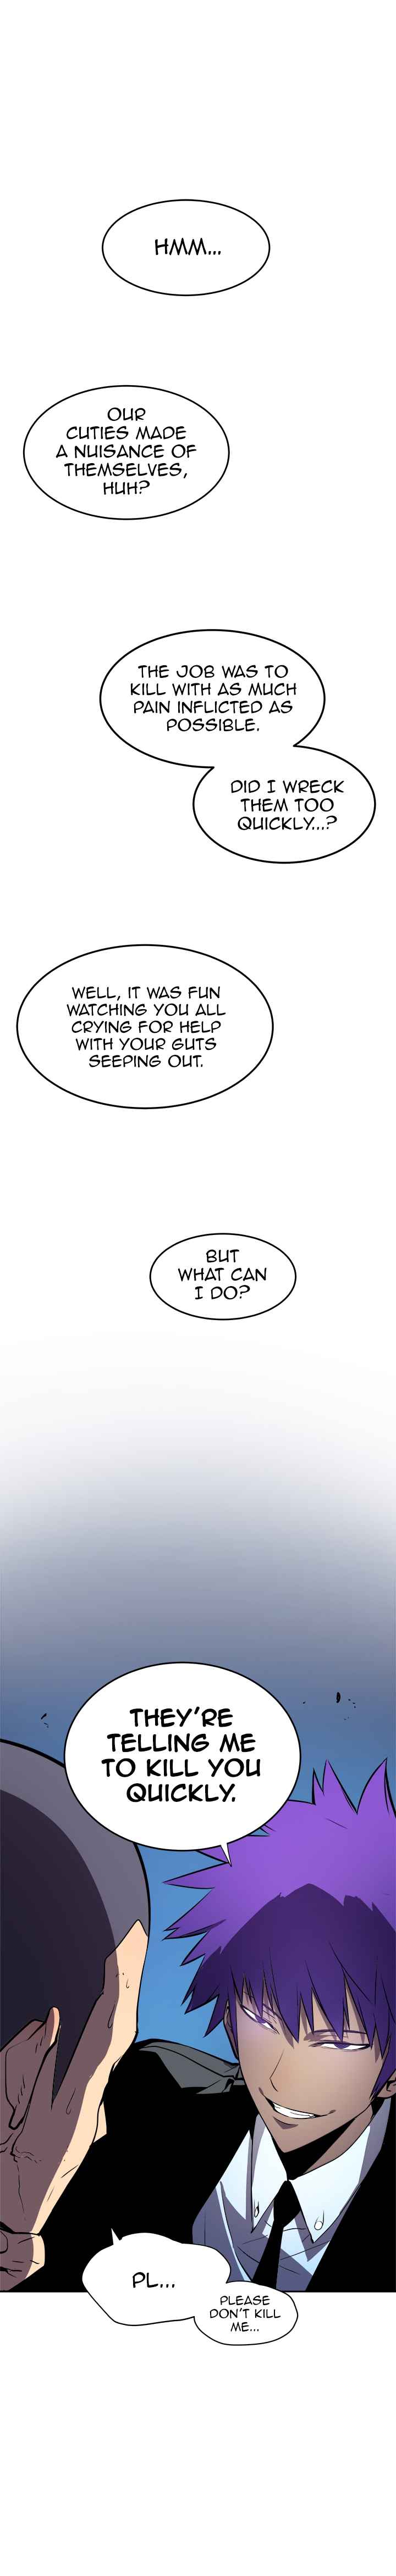 HMM...
OUR
CUTIES MADE
A NUISANCE OF
THEMSELVES,
HUH?
THE JOB WAS TO
KILL WITH AS MUCH
PAIN INFLICTED AS
POSSIBLE.
DID I WRECK
THEM TOO
QUICKLY...?
WELL, IT WAS FUN
WATCHING YOU ALL
CRYING FOR HELP
WITH YOUR GUTS
SEEPING OUT.
BUT
WHAT CAN
I DO?
THEY'RE
TELLING ME
TO KILL YOU
QUICKLY.
PL...
PLEASE
DON'T KILL
ME...